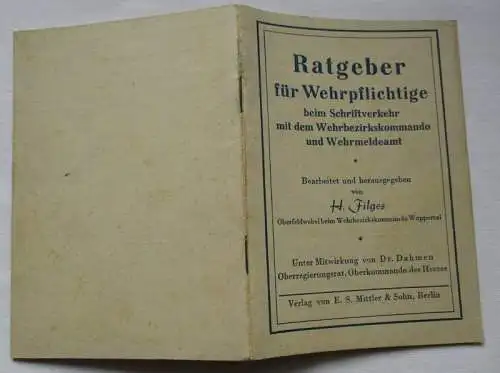 Ratgeber
für Wehrpflichtige
beim Schriftverkehr
mit dem Wehrbezirkskommando
und Wehrmeldeamt
*
Bearbeitet und herausgegeben
von
H. Filges
Oberfeldwebel beim Wehrbezirkskommando Wuppertal
*
Unter Mitwirkung von Dr. Dahmen
Oberregierungsrat, Oberkommando des Heeres
Verlag von E. S. Mittler & Sohn, Berlin